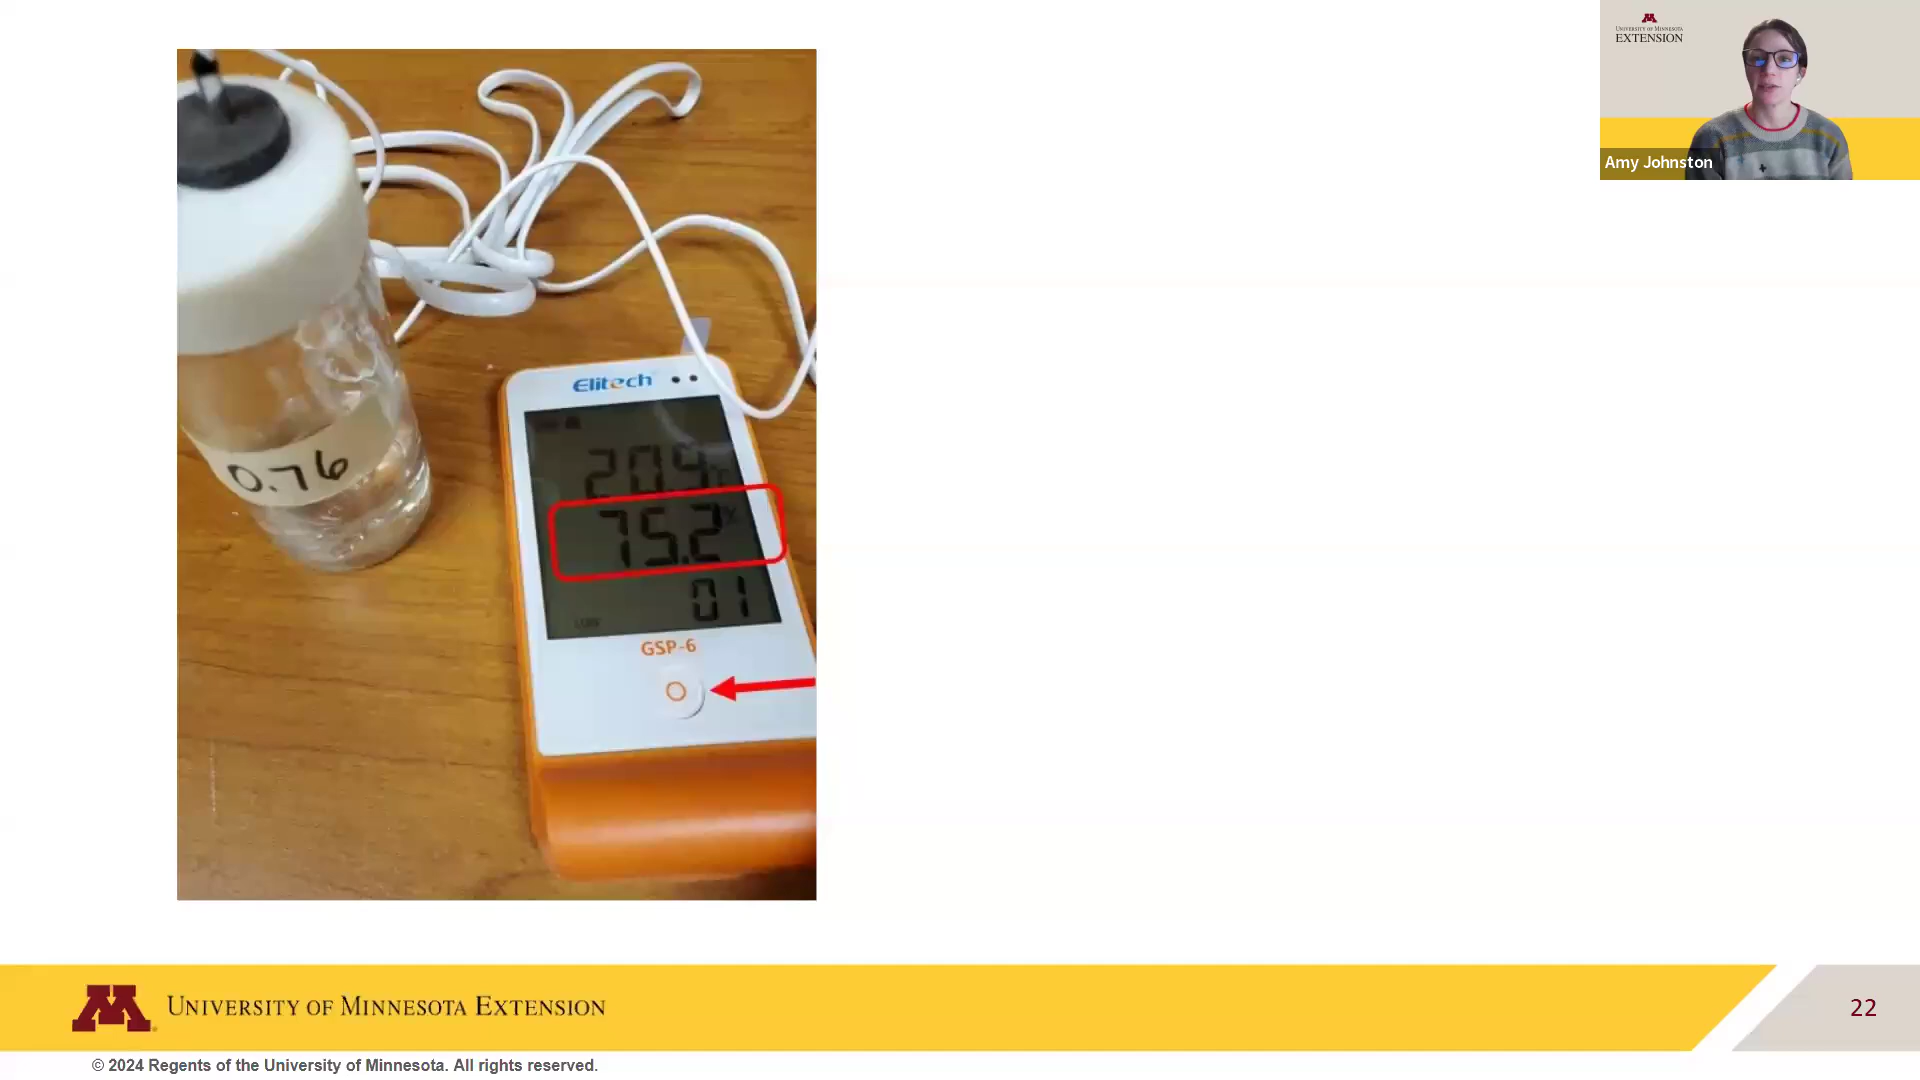 UNIVERSITY OF MINNESOTA
EXTENSION
Amy Johnston
0.76
Elitech
20.9
75.2%
01
LOG
GSP-6
UNIVERSITY OF MINNESOTA EXTENSION
22
© 2024 Regents of the University of Minnesota. All rights reserved.